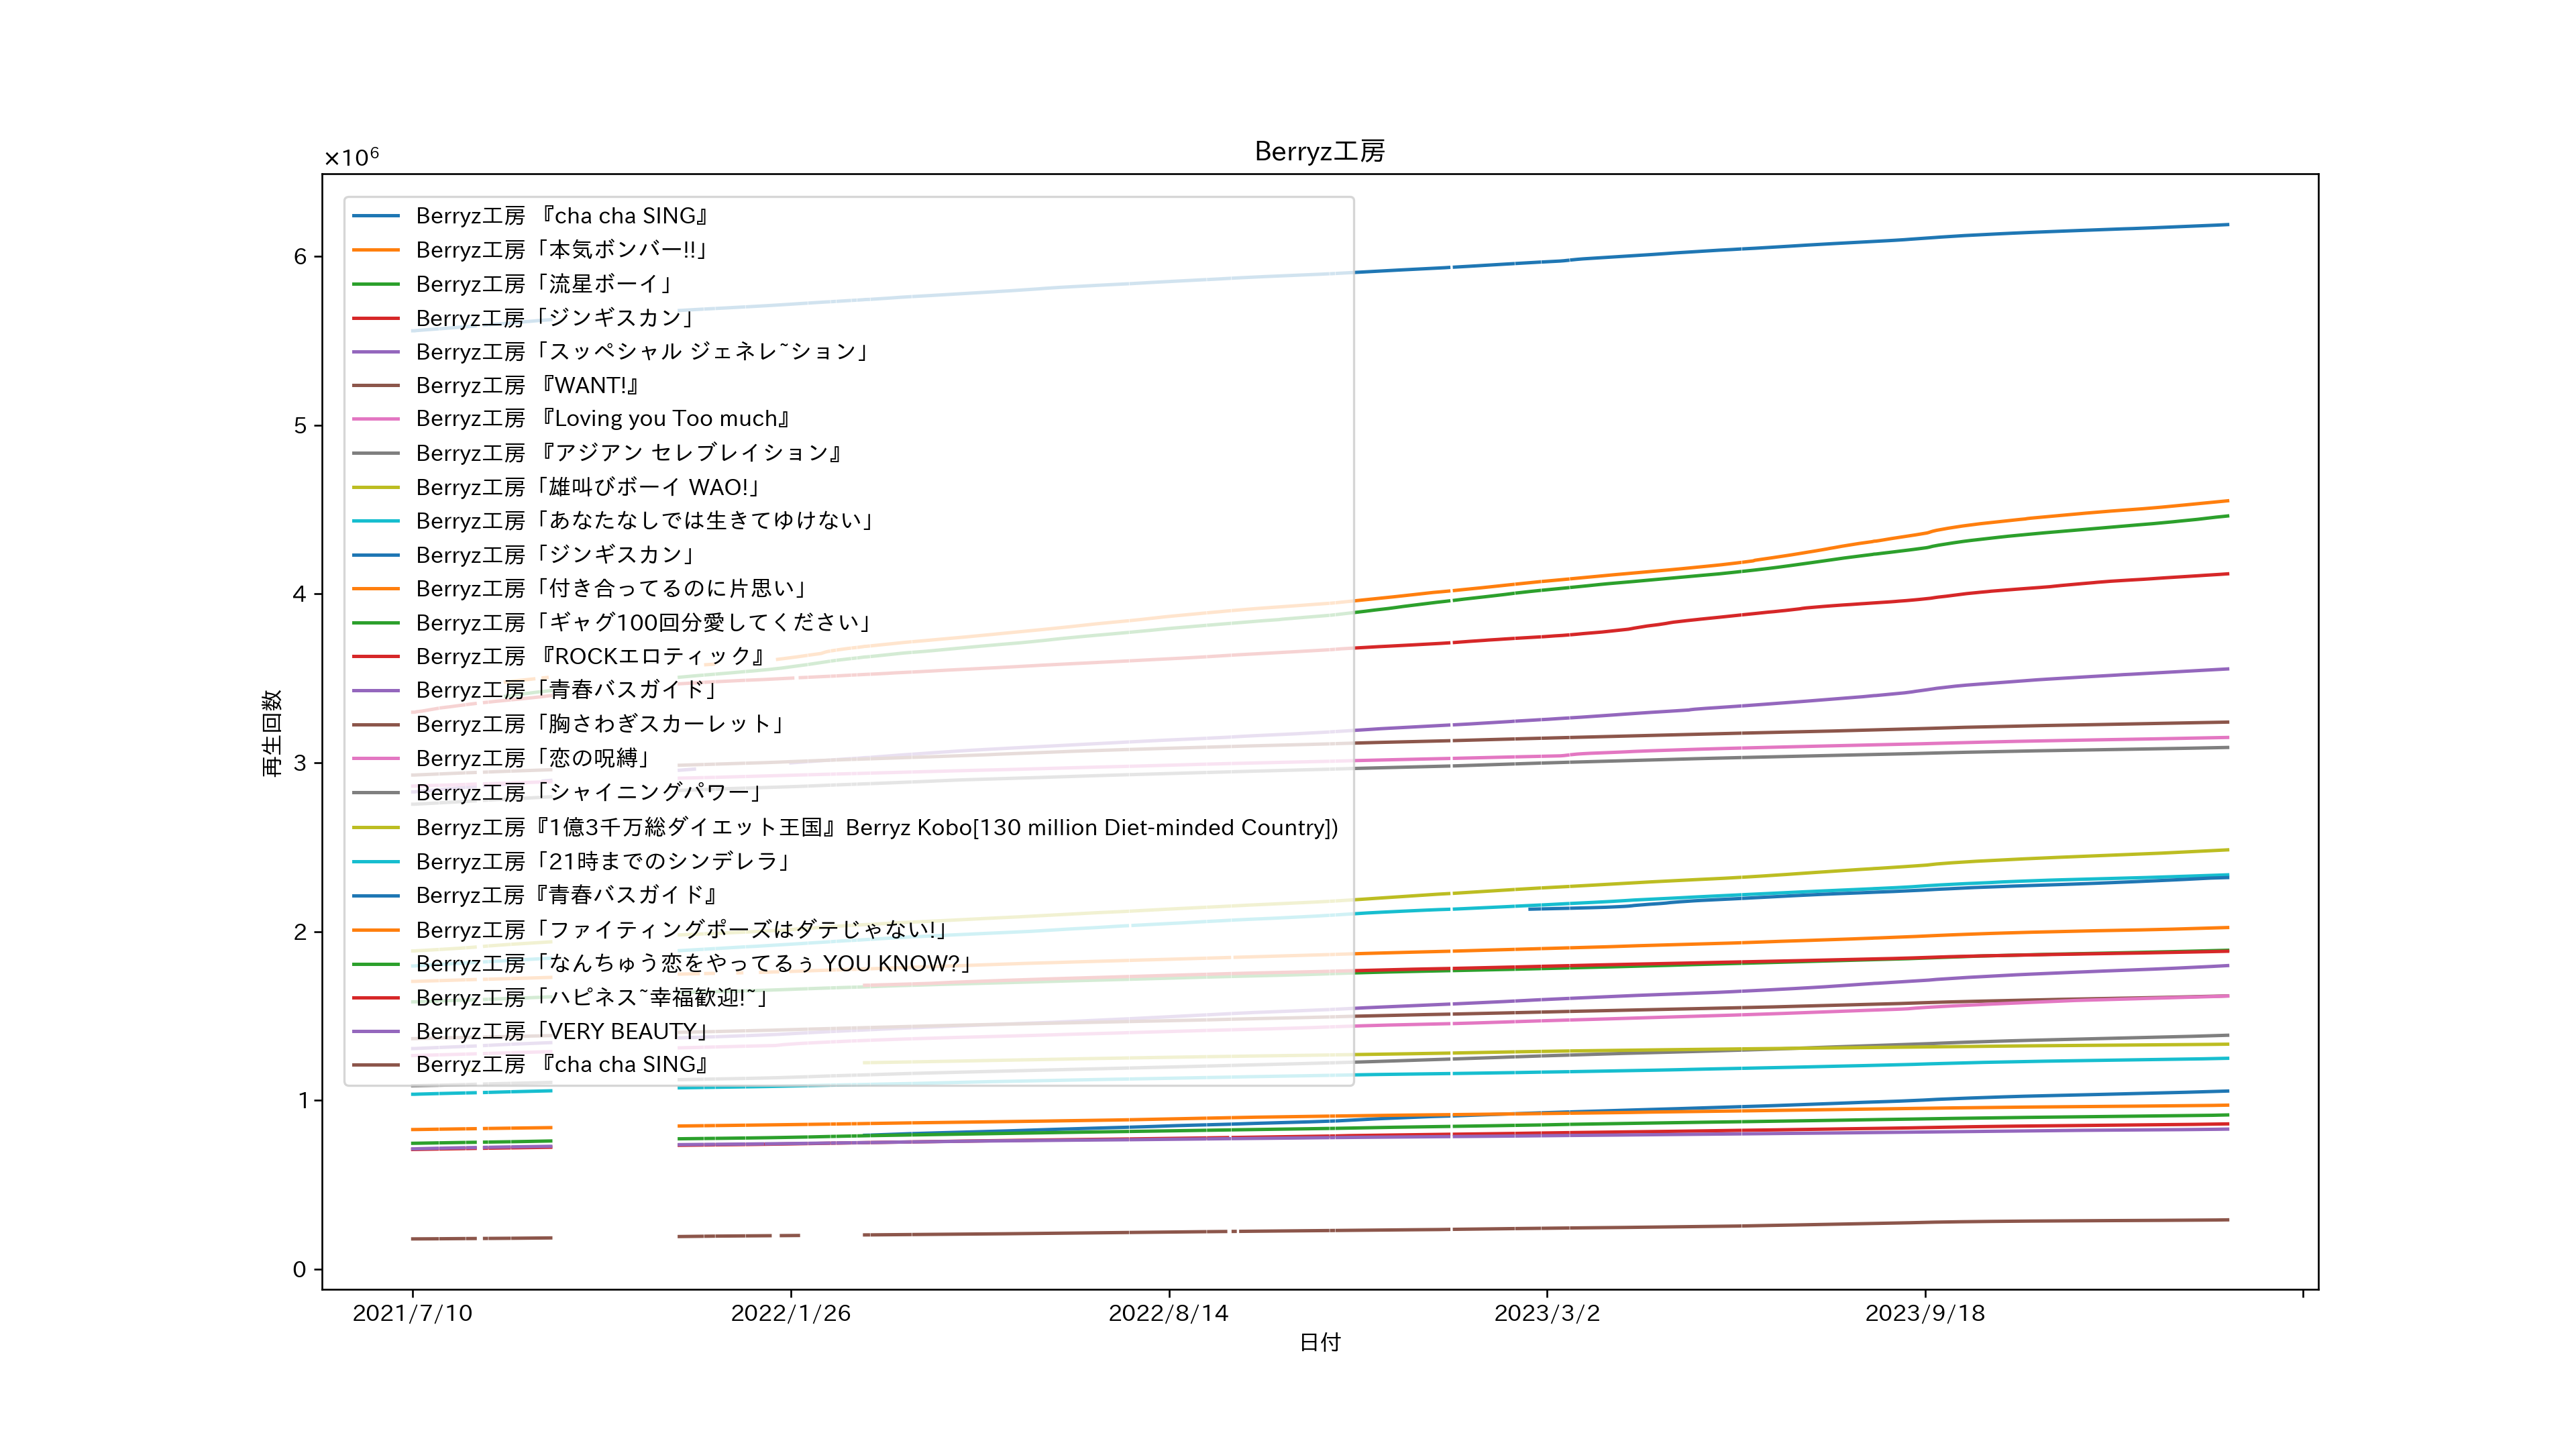 Berryz工房
×10⁶
Berryz工房 『cha cha SING』
Berryz工房「本気ボンバー!!」
Berryz工房「流星ボーイ」
Berryz工房「ジンギスカン」
Berryz工房「スッペシャル ジェネレ~ション」
Berryz工房 『WANT!』
Berryz工房 『Loving you Too much』
Berryz工房 『アジアン セレブレイション』
Berryz工房「雄叫びボーイ WAO!」
Berryz工房「あなたなしでは生きてゆけない」
Berryz工房「ジンギスカン」
Berryz工房「付き合ってるのに片思い」
Berryz工房「ギャグ100回分愛してください」
Berryz工房 『ROCKエロティック』
Berryz工房「青春バスガイド」
Berryz工房「胸さわぎスカーレット」
Berryz工房「恋の呪縛」
Berryz工房「シャイニングパワー」
Berryz工房『1億3千万総ダイエット王国』Berryz Kobo[130 million Diet-minded Country])
Berryz工房「21時までのシンデレラ」
Berryz工房『青春バスガイド』
Berryz工房「ファイティングポーズはダテじゃない!」
Berryz工房「なんちゅう恋をやってるぅ YOU KNOW?」
Berryz工房「ハピネス~幸福歓迎!~」
Berryz工房「VERY BEAUTY」
Berryz工房 『cha cha SING』
6
5
4
3
2
1
0
再生回数
2021/7/10
2022/1/26
2022/8/14
2023/3/2
2023/9/18
日付